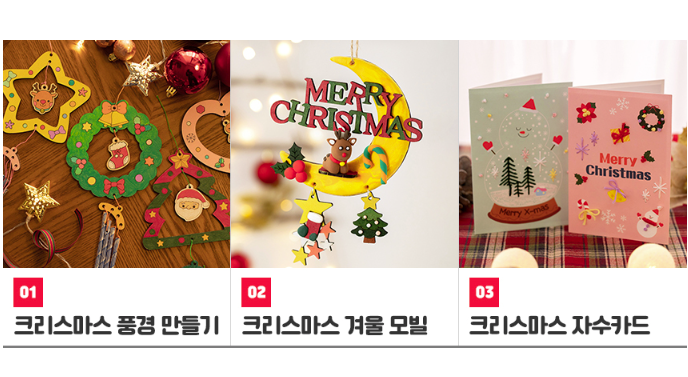 MERRY
CHRISTMAS
Merry X-mas
Merry
Christmas
01
크리스마스 풍경 만들기
02
크리스마스 겨울 모빌
03
크리스마스 자수카드